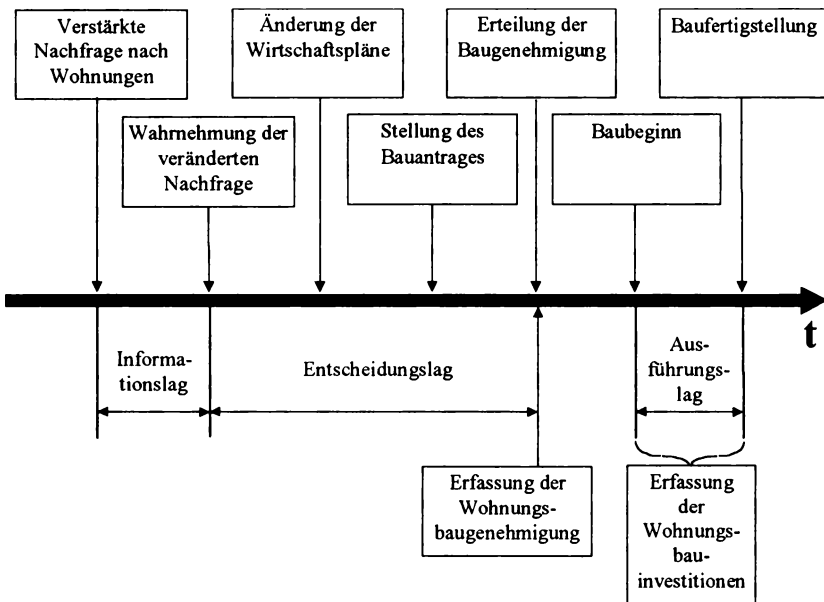 Verstärkte
Nachfrage nach
Wohnungen
Änderung der
Wirtschaftspläne
Erteilung der
Baugenehmigung
Baufertigstellung
Wahrnehmung der
veränderten
Nachfrage
Stellung des
Bauantrages
Baubeginn
t
Informa-
tionslag
Entscheidungslag
Aus-
führungs-
lag
Erfassung der
Wohnungs-
baugenehmigung
Erfassung
der
Wohnungs-
bau-
investitionen